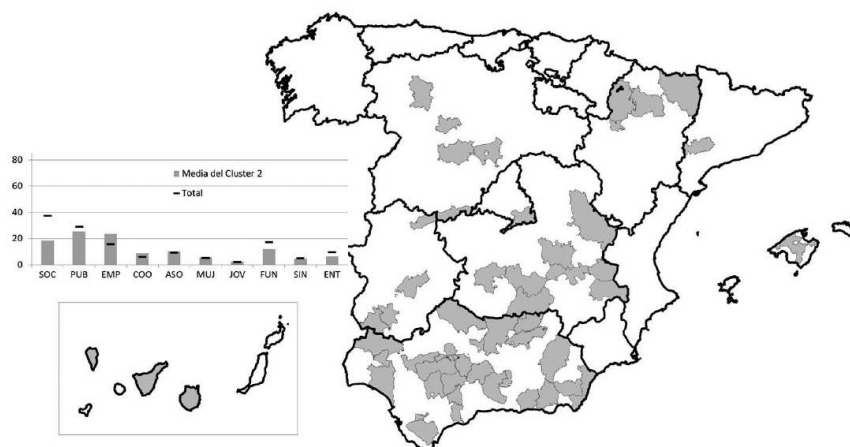 80
60
40
20
0
Media del Cluster 2
Total
SOC PUB EMP COO ASO MUJ JOV FUN SIN ENT